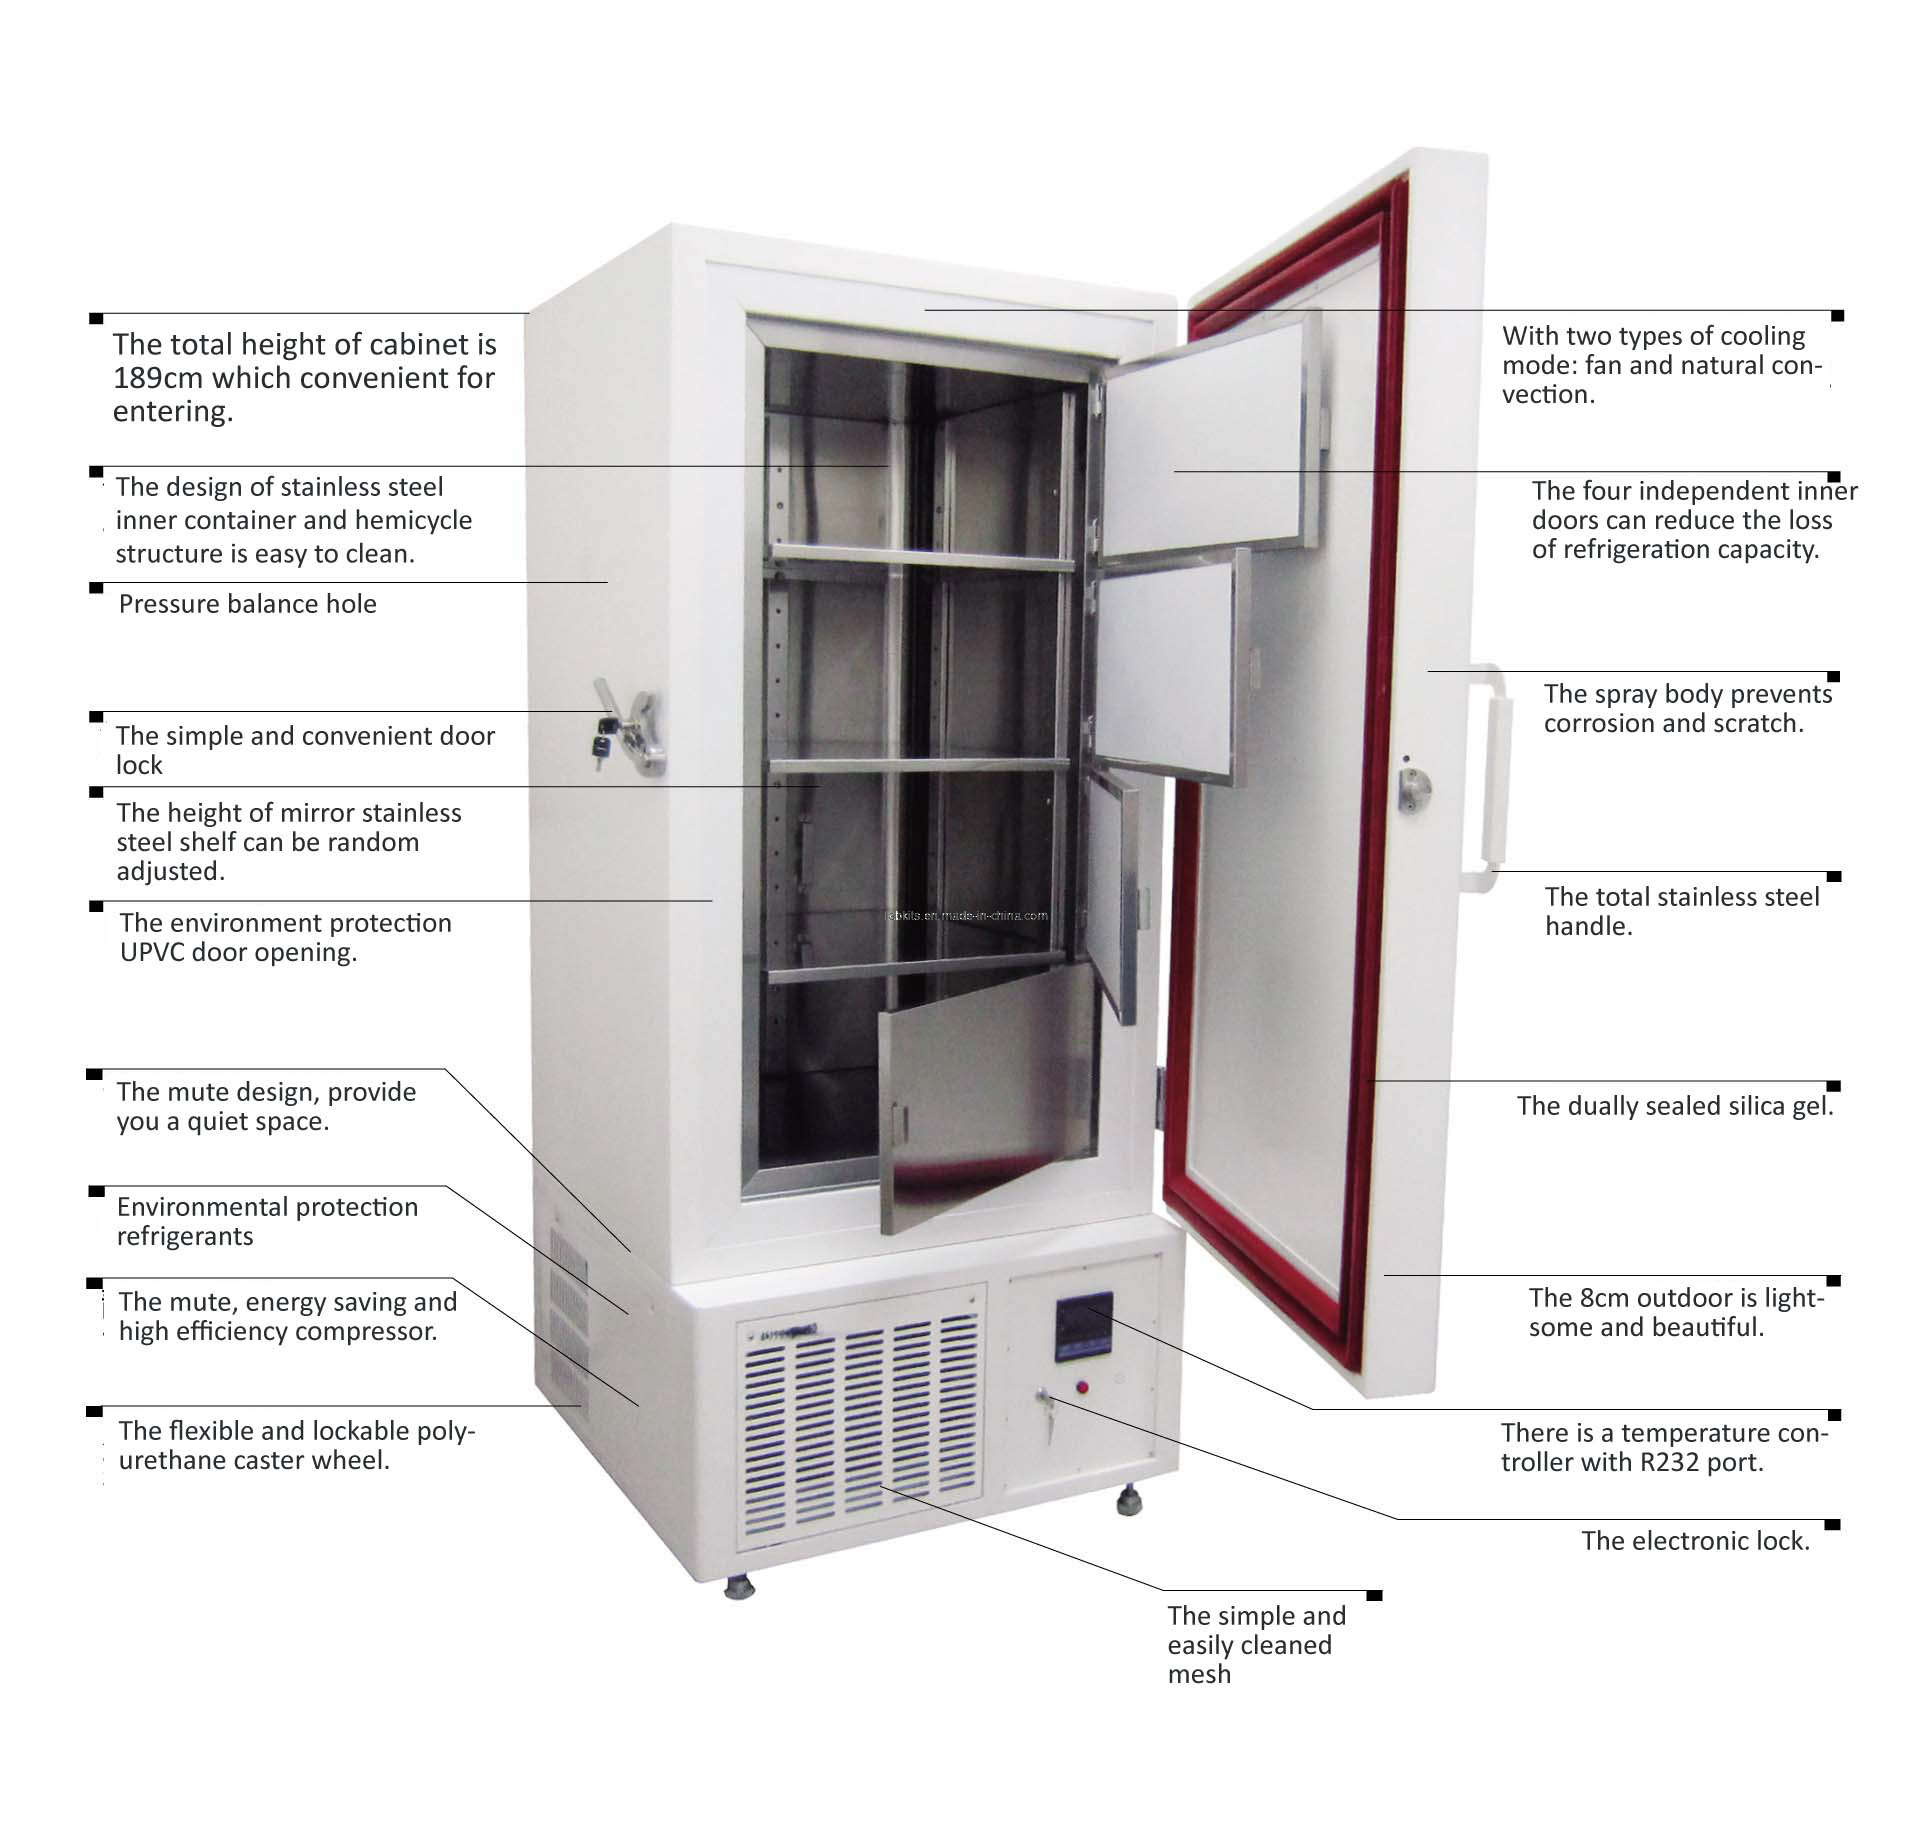 The total height of cabinet is
189cm which convenient for
entering.
The design of stainless steel
inner container and hemicycle
structure is easy to clean.
Pressure balance hole
The simple and convenient door
lock
The height of mirror stainless
steel shelf can be random
adjusted.
The environment protection
UPVC door opening.
The mute design, provide
you a quiet space.
Environmental protection
refrigerants
The mute, energy saving and
high efficiency compressor.
The flexible and lockable poly-
urethane caster wheel.
With two types of cooling
mode: fan and natural con-
vection.
The four independent inner
doors can reduce the loss
of refrigeration capacity.
The spray body prevents
corrosion and scratch.
The total stainless steel
handle.
The dually sealed silica gel.
The 8cm outdoor is light-
some and beautiful.
There is a temperature con-
troller with R232 port.
The electronic lock.
The simple and
easily cleaned
mesh